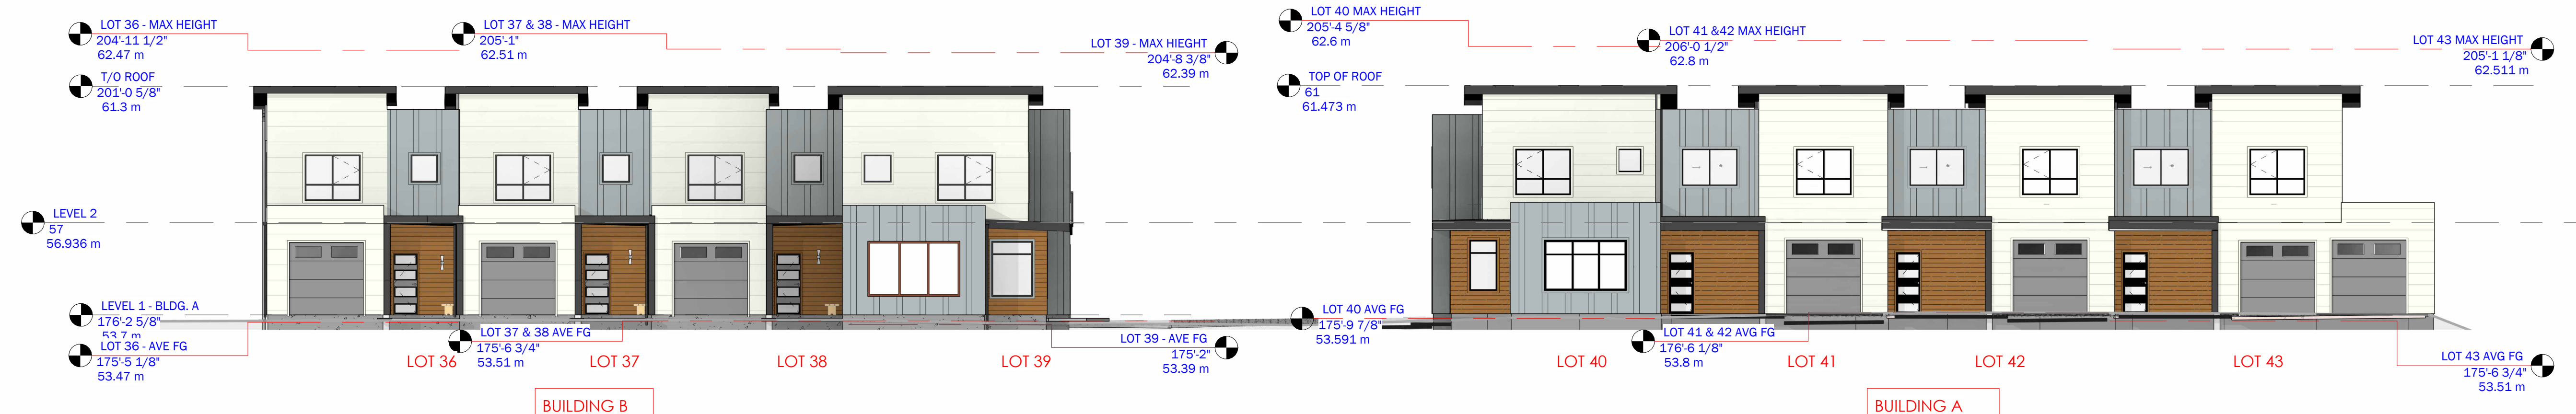 LOT 36 - MAX HEIGHT
204'-11 1/2"
62.47 m
LOT 37 & 38 - MAX HEIGHT
205'-1"
62.51 m
LOT 39 - MAX HIEGHT
204'-8 3/8"
62.39 m
LOT 40 MAX HEIGHT
205'-4 5/8"
62.6 m
LOT 41 &42 MAX HEIGHT
206'-0 1/2"
62.8 m
LOT 43 MAX HEIGHT
205'-1 1/8"
62.511 m
T/O ROOF
201'-0 5/8"
61.3 m
TOP OF ROOF
61
61.473 m
LEVEL 2
57
56.936 m
LEVEL 1 - BLDG. A
176'-2 5/8"
53.7 m
LOT 36 - AVE FG
175'-5 1/8"
53.47 m
LOT 37 & 38 AVE FG
175'-6 3/4"
53.51 m
LOT 39 - AVE FG
175'-2"
53.39 m
LOT 40 AVG FG
175'-9 7/8"
53.591 m
LOT 41 & 42 AVG FG
176'-6 1/8"
53.8 m
LOT 43 AVG FG
175'-6 3/4"
53.51 m
LOT 36
LOT 37
LOT 38
LOT 39
LOT 40
LOT 41
LOT 42
LOT 43
BUILDING B
BUILDING A